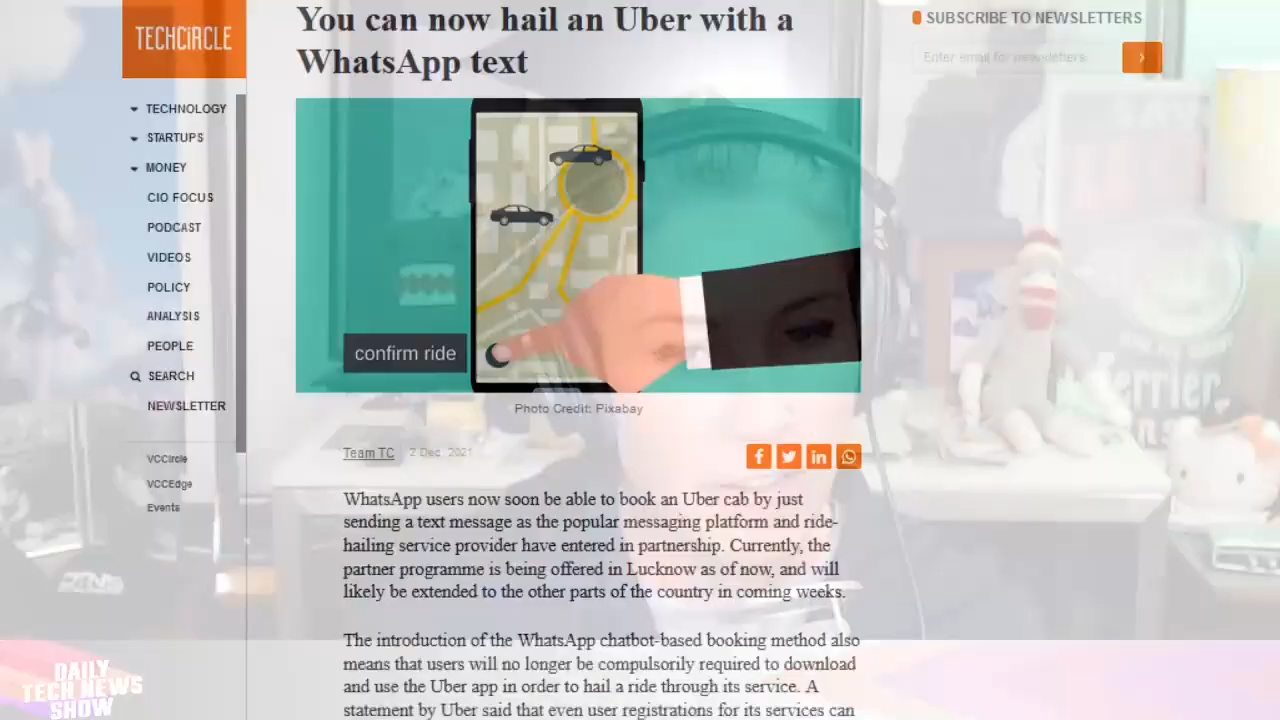 TECHCIRCLE
TECHNOLOGY
STARTUPS
MONEY
CIO FOCUS
PODCAST
VIDEOS
POLICY
ANALYSIS
PEOPLE
SEARCH
NEWSLETTER
VCCircle
VCCEdge
Events
You can now hail an Uber with a
WhatsApp text
confirm ride
Photo Credit: Pixabay
Team TC 2 Dec, 2021
WhatsApp users now soon be able to book an Uber cab by just
sending a text message as the popular messaging platform and ride-
hailing service provider have entered in partnership. Currently, the
partner programme is being offered in Lucknow as of now, and will
likely be extended to the other parts of the country in coming weeks.
The introduction of the WhatsApp chatbot-based booking method also
means that users will no longer be compulsorily required to download
and use the Uber app in order to hail a ride through its service. A
statement by Uber said that even user registrations for its services can
SUBSCRIBE TO NEWSLETTERS
Enter email for newsletters
DAILY
TECH NEWS
SHOW